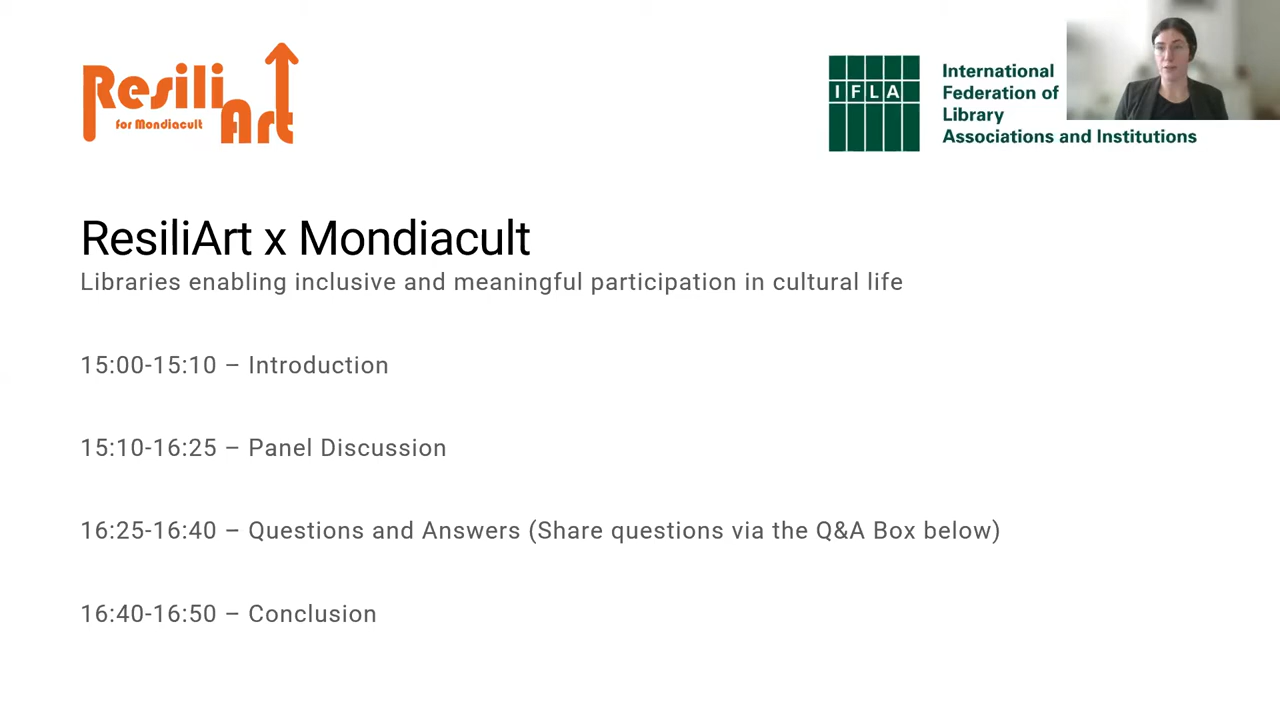 Resili
Art
for Mondiacult
IFLA
International
Federation of
Library
Associations and Institutions
ResiliArt x Mondiacult
Libraries enabling inclusive and meaningful participation in cultural life
15:00-15:10 – Introduction
15:10-16:25 – Panel Discussion
16:25-16:40 – Questions and Answers (Share questions via the Q&A Box below)
16:40-16:50 – Conclusion